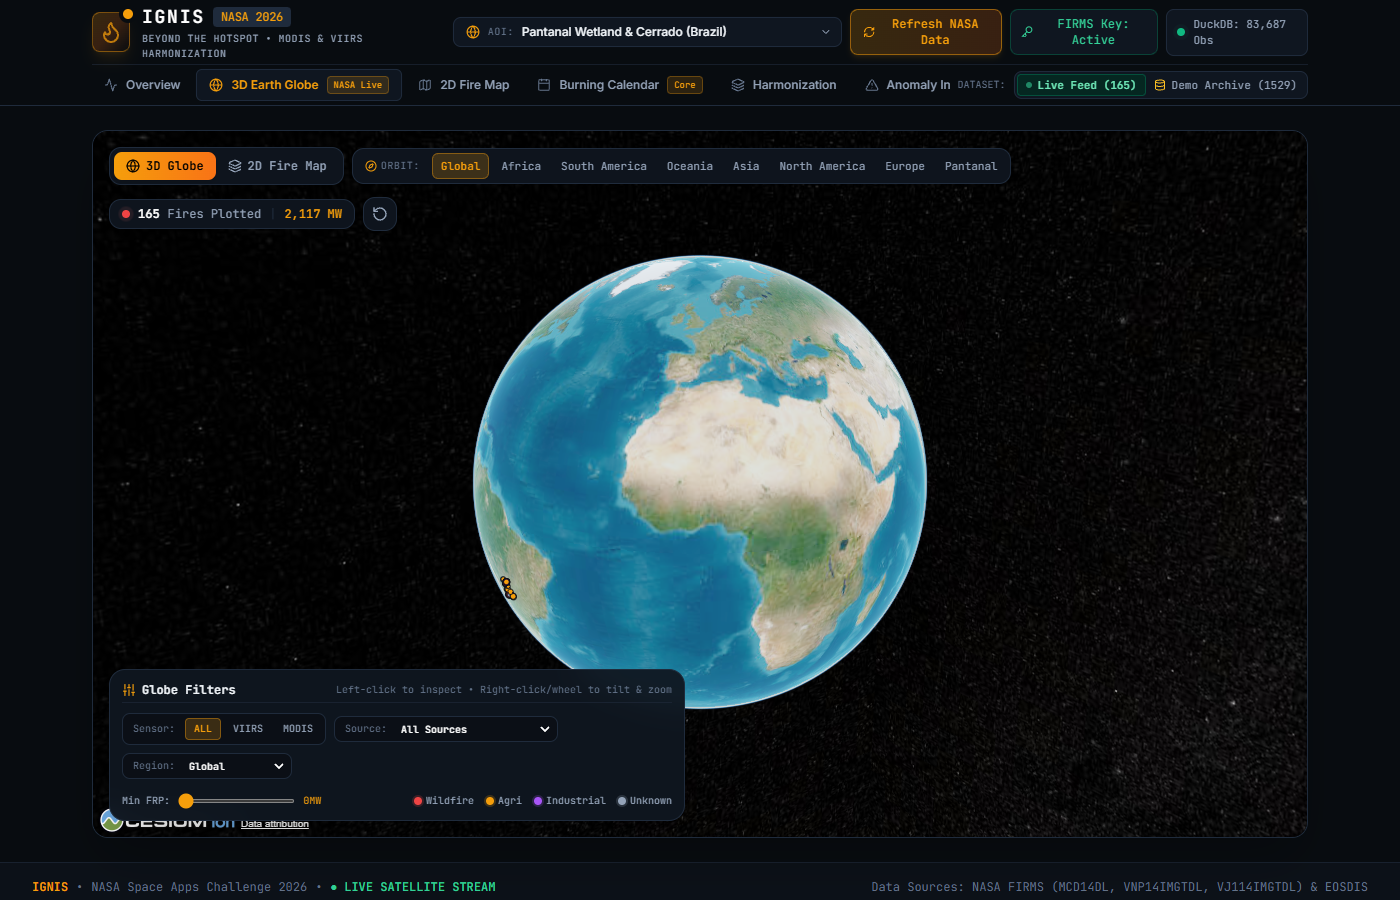 IGNIS NASA 2026
BEYOND THE HOTSPOT • MODIS & VIIRS
HARMONIZATION
AOI: Pantanal Wetland & Cerrado (Brazil)
Refresh NASA
Data
FIRMS Key:
Active
DuckDB: 83,687
Obs
Overview
3D Earth Globe NASA Live
2D Fire Map
Burning Calendar Core
Harmonization
Anomaly In
DATASET:
Live Feed (165)
Demo Archive (1529)
3D Globe
2D Fire Map
ORBIT: Global Africa South America Oceania Asia North America Europe Pantanal
165 Fires Plotted 2,117 MW
Globe Filters
Left-click to inspect • Right-click/wheel to tilt & zoom
Sensor: ALL VIIRS MODIS
Source: All Sources
Region: Global
Min FRP: 0MW
Wildfire Agri Industrial Unknown
CESIUM ion Data attribution
IGNIS • NASA Space Apps Challenge 2026 • ● LIVE SATELLITE STREAM
Data Sources: NASA FIRMS (MCD14DL, VNP14IMGTDL, VJ114IMGTDL) & EOSDIS